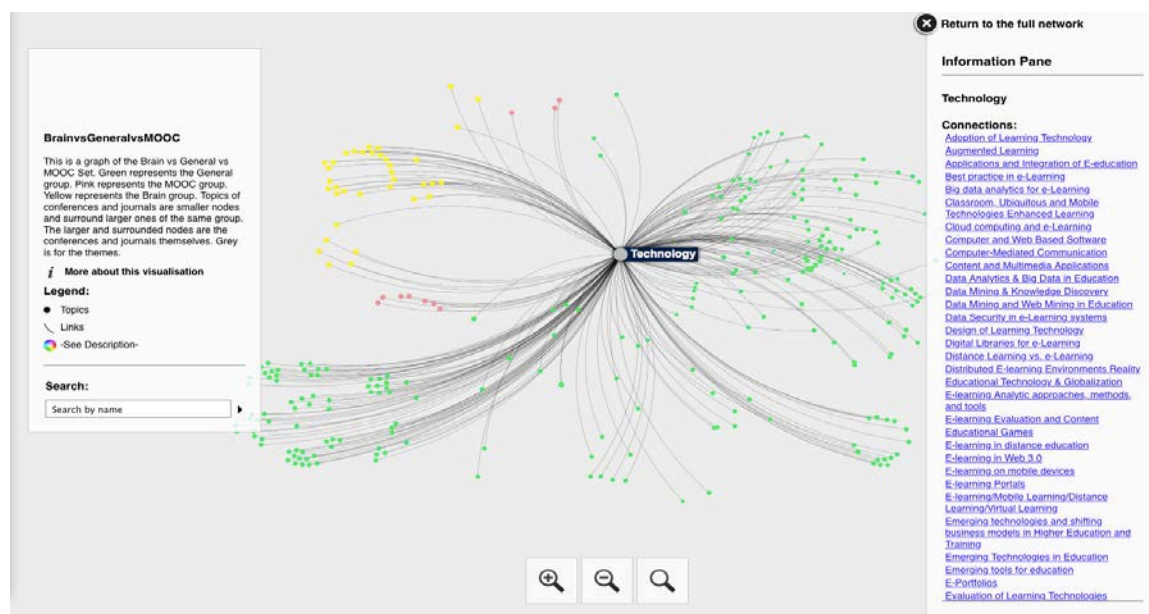 BrainvsGeneralvsMOOC
This is a graph of the Brain vs General vs
MOOC Set. Green represents the General
group. Pink represents the MOOC group.
Yellow represents the Brain group. Topics of
conferences and journals are smaller nodes
and surround larger ones of the same group.
The larger and surrounded nodes are the
conferences and journals themselves. Grey
is for the themes.
i More about this visualisation
Legend:
Topics
Links
-See Description-
Search:
Search by name
Technology
Return to the full network
Information Pane
Technology
Connections:
Adoption of Learning Technology
Augmented Learning
Applications and Integration of E-education
Best practice in e-Learning
Big data analytics for e-Learning
Classroom, Ubiquitous and Mobile
Technologies Enhanced Learning
Cloud computing and e-Learning
Computer and Web Based Software
Computer-Mediated Communication
Content and Multimedia Applications
Data Analytics & Big Data in Education
Data Mining & Knowledge Discovery
Data Mining and Web Mining in Education
Data Security in e-Learning systems
Design of Learning Technology
Digital Libraries for e-Learning
Distance Learning vs. e-Learning
Distributed E-learning Environments Reality
Educational Technology & Globalization
E-learning Analytic approaches, methods,
and tools
E-learning Evaluation and Content
Educational Games
E-learning in distance education
E-learning in Web 3.0
E-learning on mobile devices
E-learning Portals
E-learning/Mobile Learning/Distance
Learning/Virtual Learning
Emerging technologies and shifting
business models in Higher Education and
Training
Emerging Technologies in Education
Emerging tools for education
E-Portfolios
Evaluation of Learning Technologies